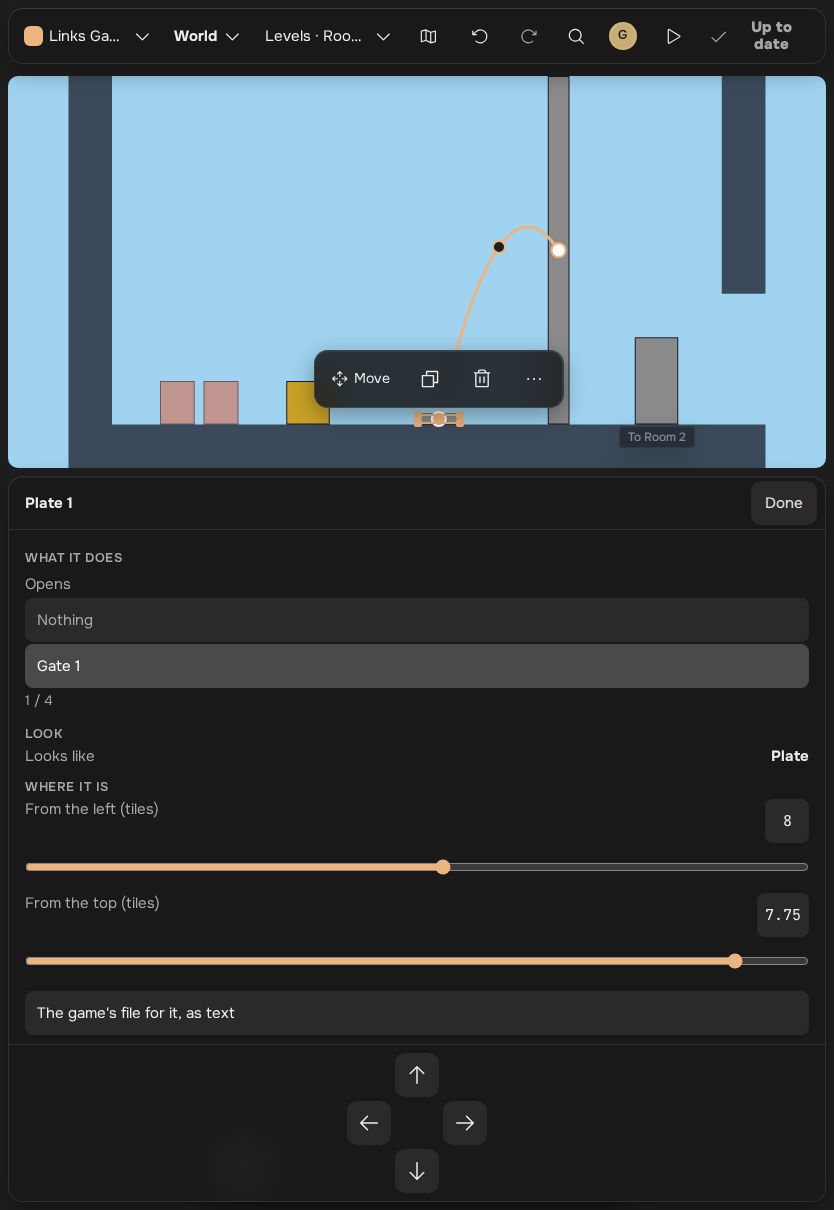 Links Ga...
World
Levels · Roo...
G
Up to
date
Move
To Room 2
Plate 1
Done
WHAT IT DOES
Opens
Nothing
Gate 1
1 / 4
LOOK
Looks like
Plate
WHERE IT IS
From the left (tiles)
8
From the top (tiles)
7.75
The game's file for it, as text